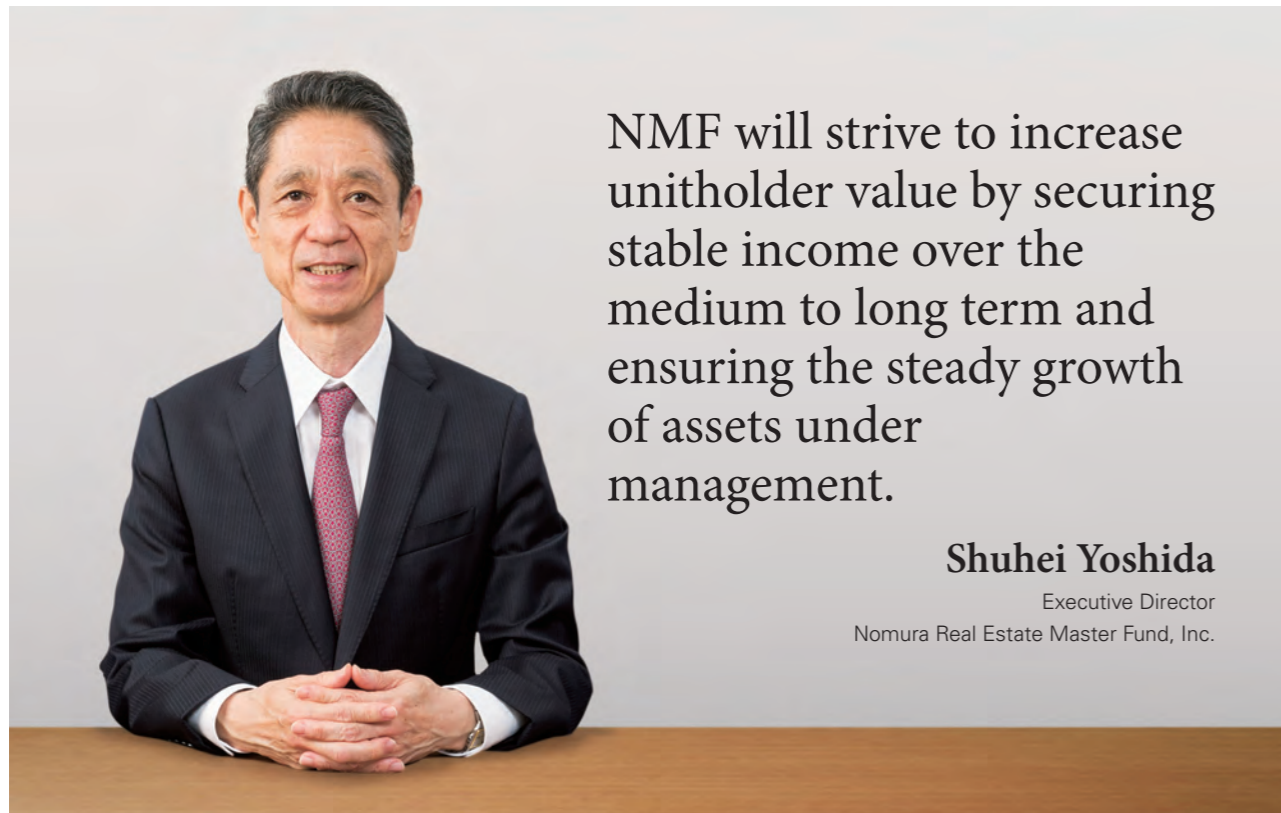 NMF will strive to increase
unitholder value by securing
stable income over the
medium to long term and
ensuring the steady growth
of assets under
management.
Shuhei Yoshida
Executive Director
Nomura Real Estate Master Fund, Inc.